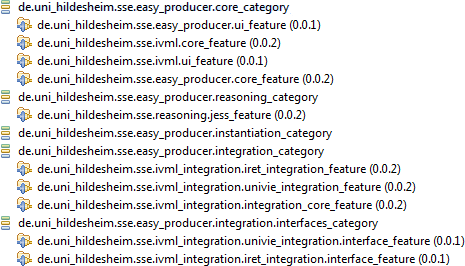 de.uni_hildesheim.sse.easy_producer.core_category
de.uni_hildesheim.sse.easy_producer.ui_feature (0.0.1)
de.uni_hildesheim.sse.ivml.core_feature (0.0.2)
de.uni_hildesheim.sse.ivml.ui_feature (0.0.1)
de.uni_hildesheim.sse.easy_producer.core_feature (0.0.2)
de.uni_hildesheim.sse.easy_producer.reasoning_category
de.uni_hildesheim.sse.reasoning.jess_feature (0.0.2)
de.uni_hildesheim.sse.easy_producer.instantiation_category
de.uni_hildesheim.sse.easy_producer.integration_category
de.uni_hildesheim.sse.ivml_integration.iret_integration_feature (0.0.2)
de.uni_hildesheim.sse.ivml_integration.univie_integration_feature (0.0.2)
de.uni_hildesheim.sse.ivml_integration.integration_core_feature (0.0.2)
de.uni_hildesheim.sse.easy_producer.integration.interfaces_category
de.uni_hildesheim.sse.ivml_integration.univie_integration.interface_feature (0.0.1)
de.uni_hildesheim.sse.ivml_integration.iret_integration.interface_feature (0.0.1)